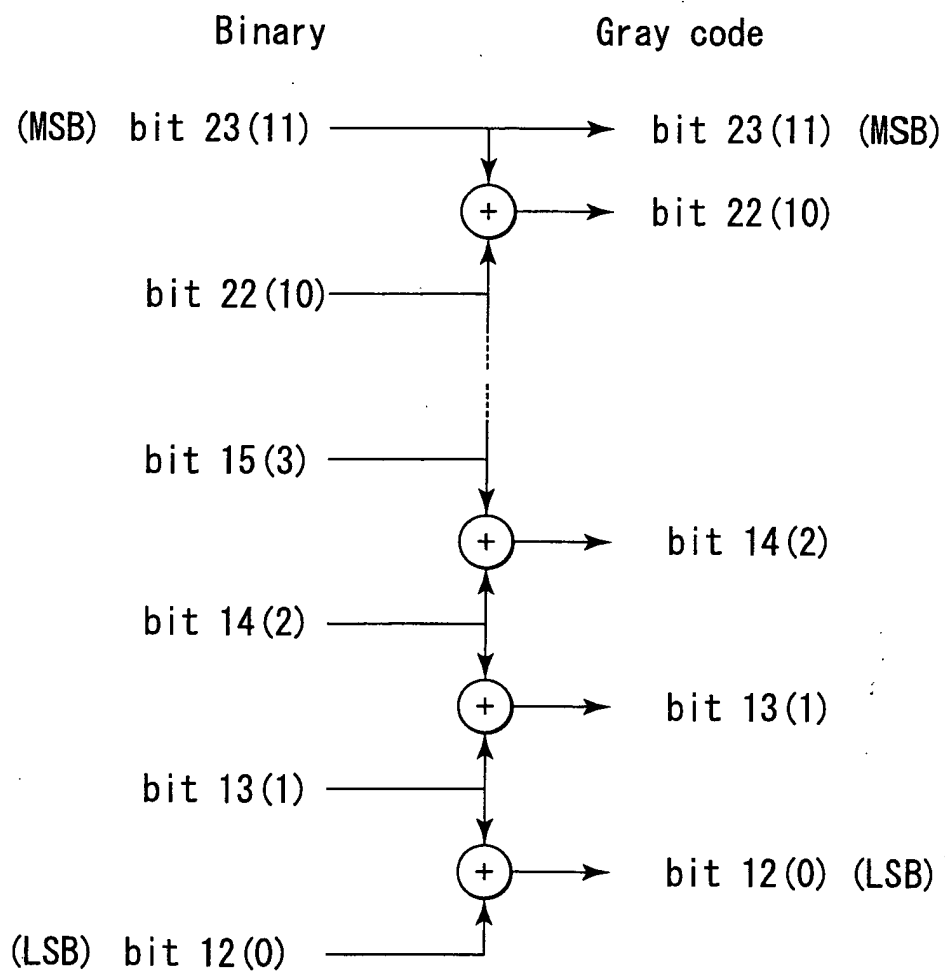 Binary Gray code
(MSB) bit 23(11) bit 23(11) (MSB)
+ bit 22(10)
bit 22(10)
bit 15(3)
+ bit 14(2)
bit 14(2)
+ bit 13(1)
bit 13(1)
+ bit 12(0) (LSB)
(LSB) bit 12(0)